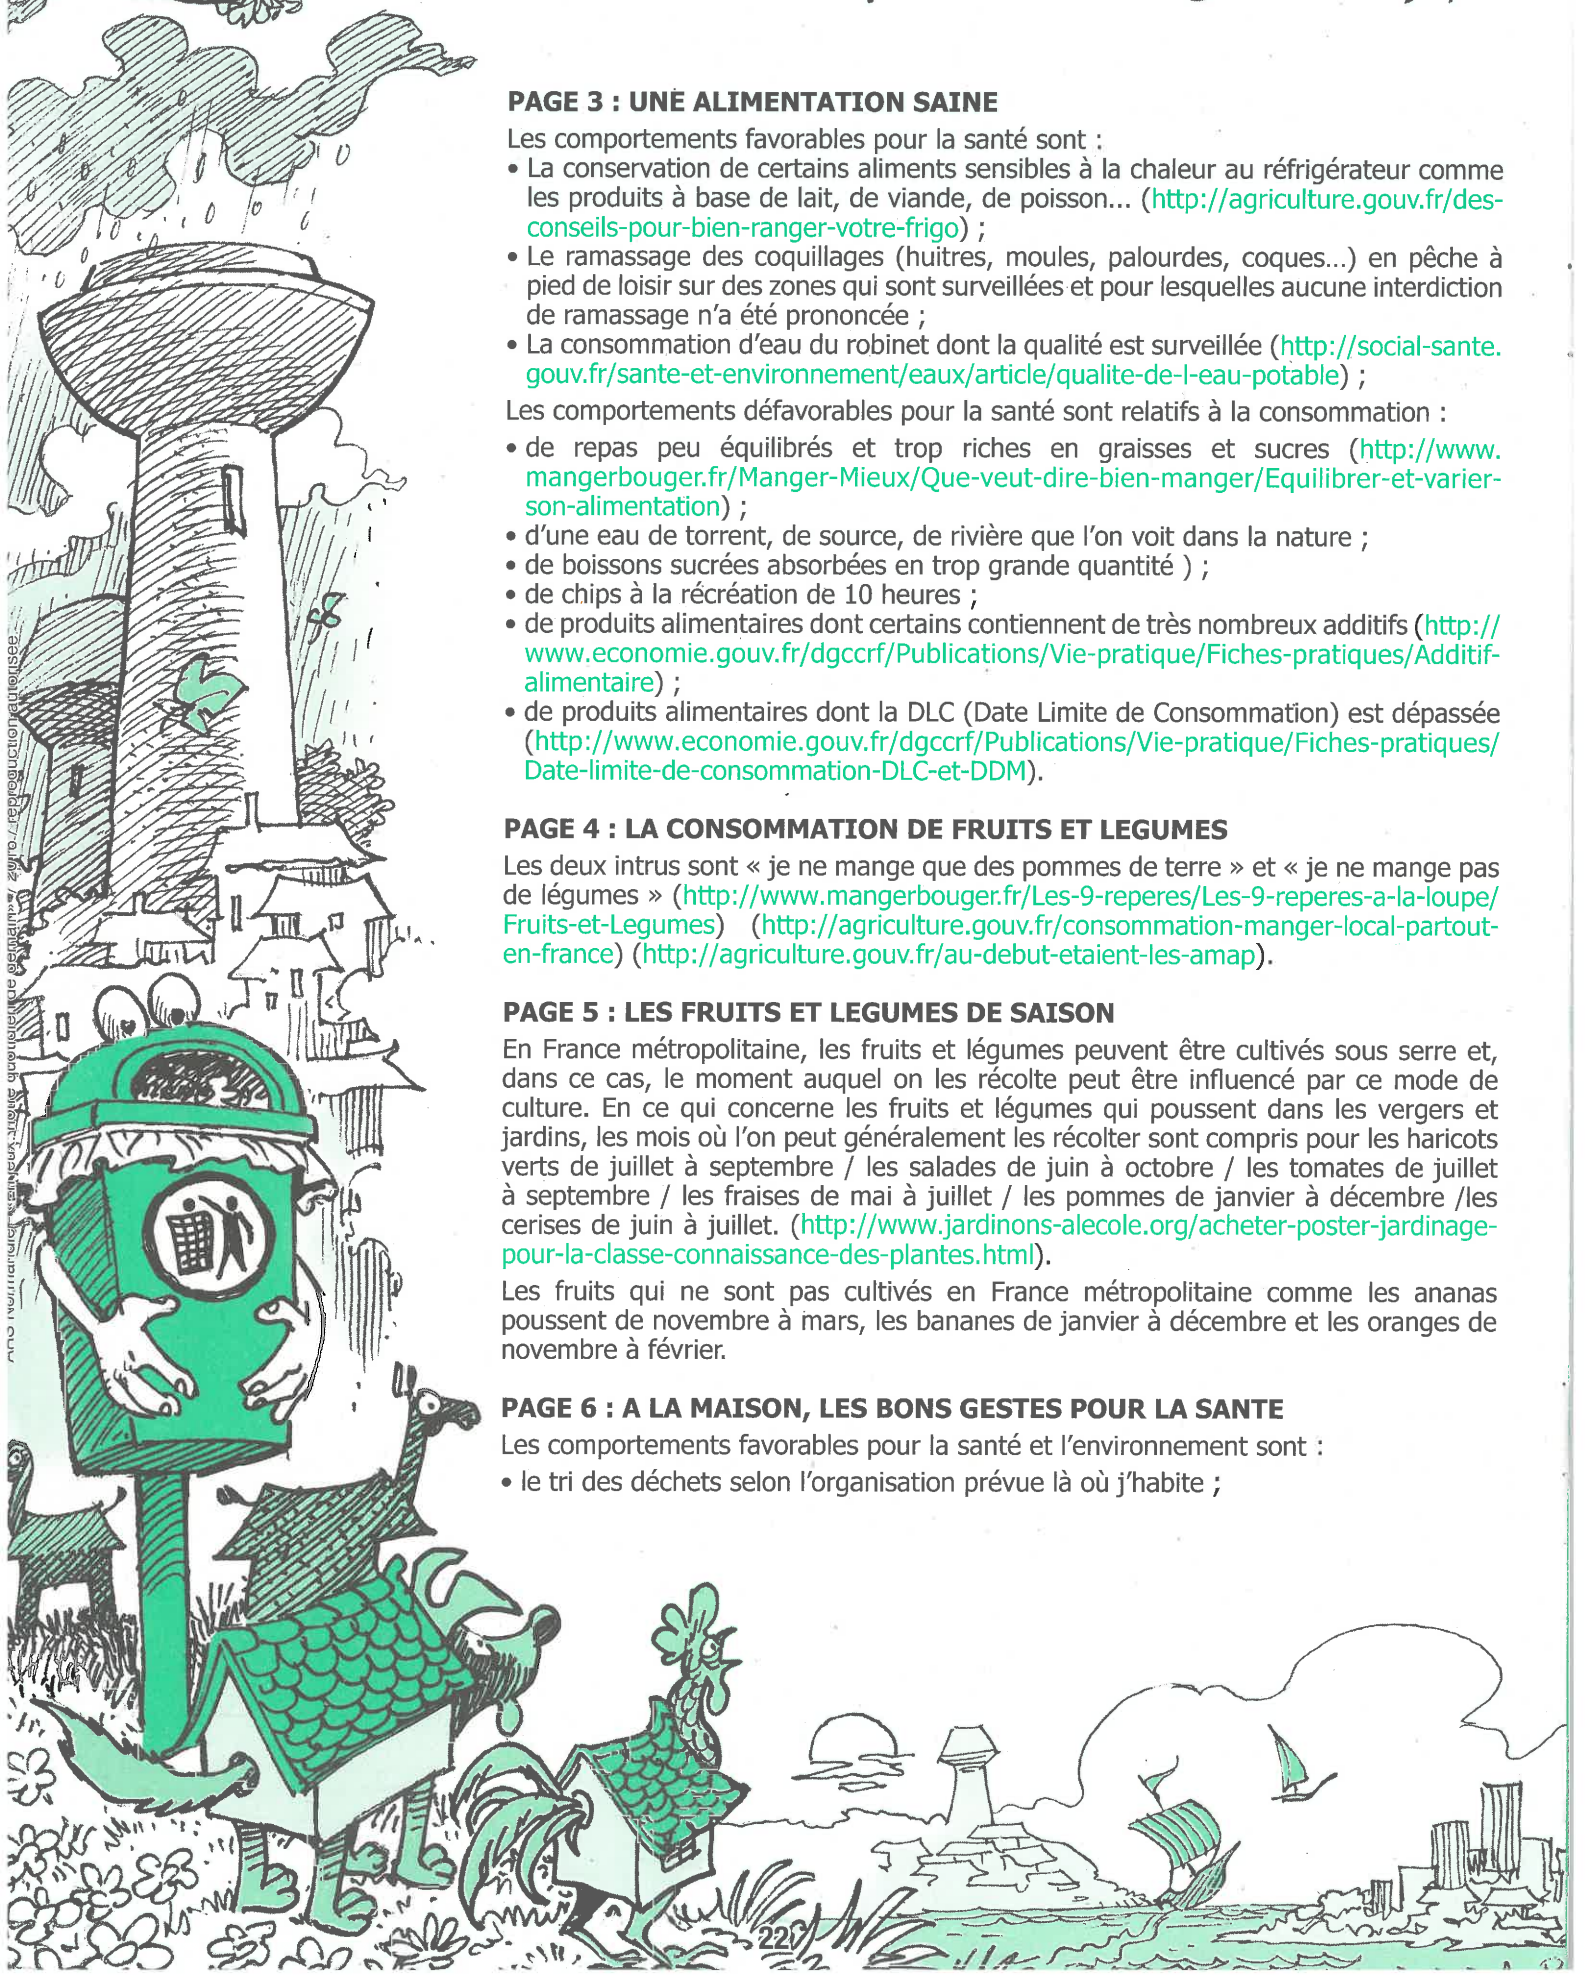 PAGE 3 : UNE ALIMENTATION SAINE
Les comportements favorables pour la santé sont :
• La conservation de certains aliments sensibles à la chaleur au réfrigérateur comme
les produits à base de lait, de viande, de poisson... (http://agriculture.gouv.fr/des-
conseils-pour-bien-ranger-votre-frigo) ;
• Le ramassage des coquillages (huitres, moules, palourdes, coques...) en pêche à
pied de loisir sur des zones qui sont surveillées et pour lesquelles aucune interdiction
de ramassage n'a été prononcée ;
• La consommation d'eau du robinet dont la qualité est surveillée (http://social-sante.
gouv.fr/sante-et-environnement/eaux/article/qualite-de-l-eau-potable) ;
Les comportements défavorables pour la santé sont relatifs à la consommation :
• de repas peu équilibrés et trop riches en graisses et sucres (http://www.
mangerbouger.fr/Manger-Mieux/Que-veut-dire-bien-manger/Equilibrer-et-varier-
son-alimentation) ;
• d'une eau de torrent, de source, de rivière que l'on voit dans la nature ;
• de boissons sucrées absorbées en trop grande quantité ) ;
• de chips à la récréation de 10 heures ;
• de produits alimentaires dont certains contiennent de très nombreux additifs (http://
www.economie.gouv.fr/dgccrf/Publications/Vie-pratique/Fiches-pratiques/Additif-
alimentaire) ;
• de produits alimentaires dont la DLC (Date Limite de Consommation) est dépassée
(http://www.economie.gouv.fr/dgccrf/Publications/Vie-pratique/Fiches-pratiques/
Date-limite-de-consommation-DLC-et-DDM).
PAGE 4 : LA CONSOMMATION DE FRUITS ET LEGUMES
Les deux intrus sont « je ne mange que des pommes de terre » et « je ne mange pas
de légumes » (http://www.mangerbouger.fr/Les-9-reperes/Les-9-reperes-a-la-loupe/
Fruits-et-Legumes) (http://agriculture.gouv.fr/consommation-manger-local-partout-
en-france) (http://agriculture.gouv.fr/au-debut-etaient-les-amap).
PAGE 5 : LES FRUITS ET LEGUMES DE SAISON
En France métropolitaine, les fruits et légumes peuvent être cultivés sous serre et,
dans ce cas, le moment auquel on les récolte peut être influencé par ce mode de
culture. En ce qui concerne les fruits et légumes qui poussent dans les vergers et
jardins, les mois où l'on peut généralement les récolter sont compris pour les haricots
verts de juillet à septembre / les salades de juin à octobre / les tomates de juillet
à septembre / les fraises de mai à juillet / les pommes de janvier à décembre /les
cerises de juin à juillet. (http://www.jardinons-alecole.org/acheter-poster-jardinage-
pour-la-classe-connaissance-des-plantes.html).
Les fruits qui ne sont pas cultivés en France métropolitaine comme les ananas
poussent de novembre à mars, les bananes de janvier à décembre et les oranges de
novembre à février.
PAGE 6 : A LA MAISON, LES BONS GESTES POUR LA SANTE
Les comportements favorables pour la santé et l'environnement sont :
• le tri des déchets selon l'organisation prévue là où j'habite ;
22